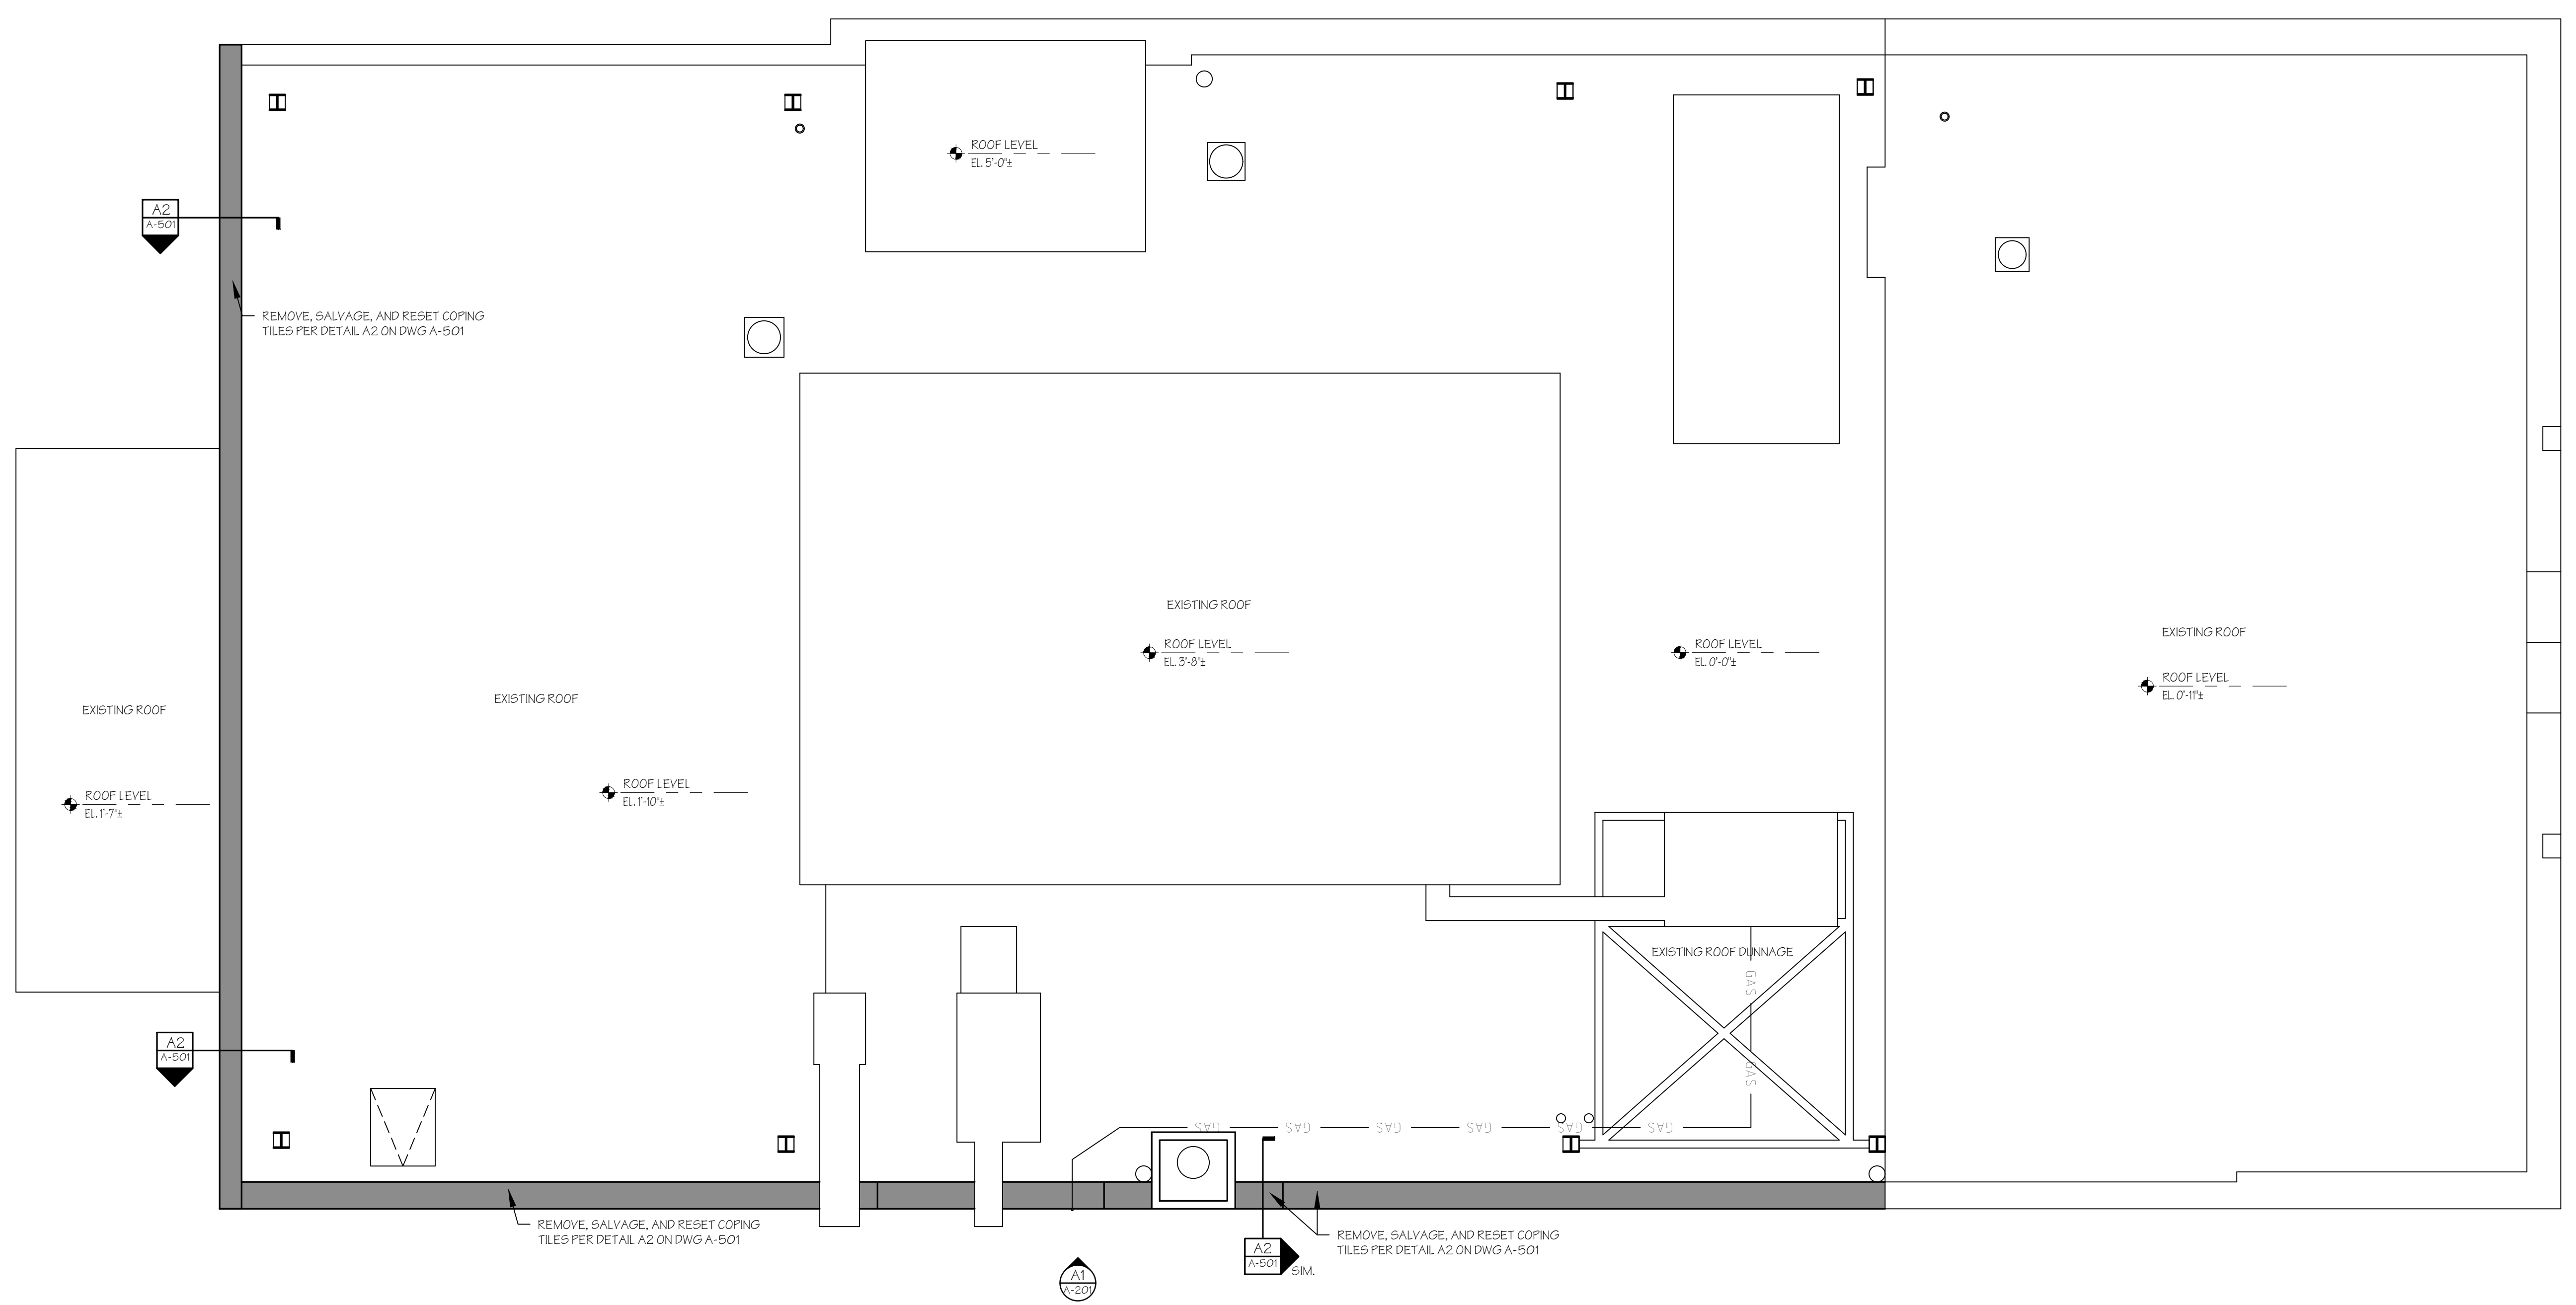 ROOF LEVEL
EL. 5'-0"±
A2
A-501
REMOVE, SALVAGE, AND RESET COPING
TILES PER DETAIL A2 ON DWG A-501
EXISTING ROOF
ROOF LEVEL
EL. 3'-8"±
ROOF LEVEL
EL. 0'-0"±
EXISTING ROOF
ROOF LEVEL
EL. 0'-11"±
EXISTING ROOF
ROOF LEVEL
EL. 1'-10"±
EXISTING ROOF
ROOF LEVEL
EL. 1'-7"±
EXISTING ROOF DUNNAGE
GAS
GAS
A2
A-501
GAS
GAS
GAS
GAS
GAS
GAS
REMOVE, SALVAGE, AND RESET COPING
TILES PER DETAIL A2 ON DWG A-501
REMOVE, SALVAGE, AND RESET COPING
TILES PER DETAIL A2 ON DWG A-501
A2
A-501
SIM.
A1
A-201